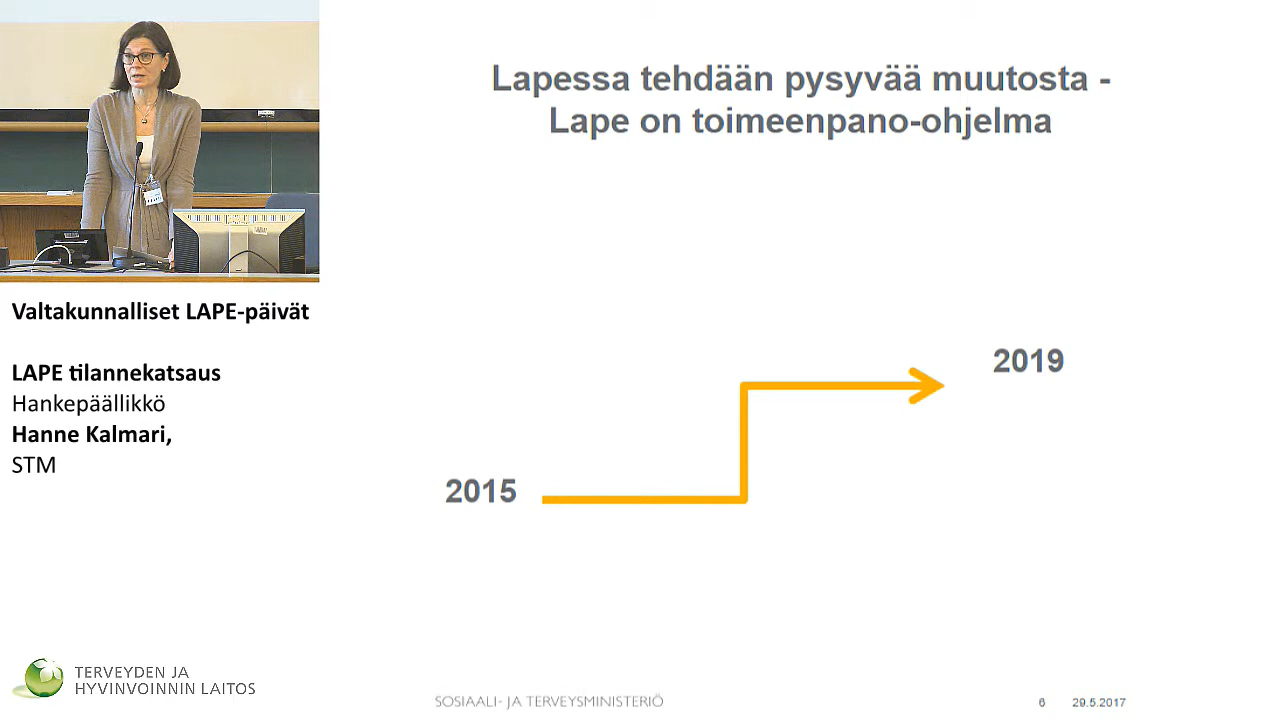 Lapessa tehdään pysyvää muutosta -
Lape on toimeenpano-ohjelma
Valtakunnalliset LAPE-päivät
LAPE tilannekatsaus
Hankepäällikkö
Hanne Kalmari,
STM
2019
2015
TERVEYDEN JA
HYVINVOINNIN LAITOS
SOSIAALI- JA TERVEYSMINISTERIÖ
6
29.5.2017